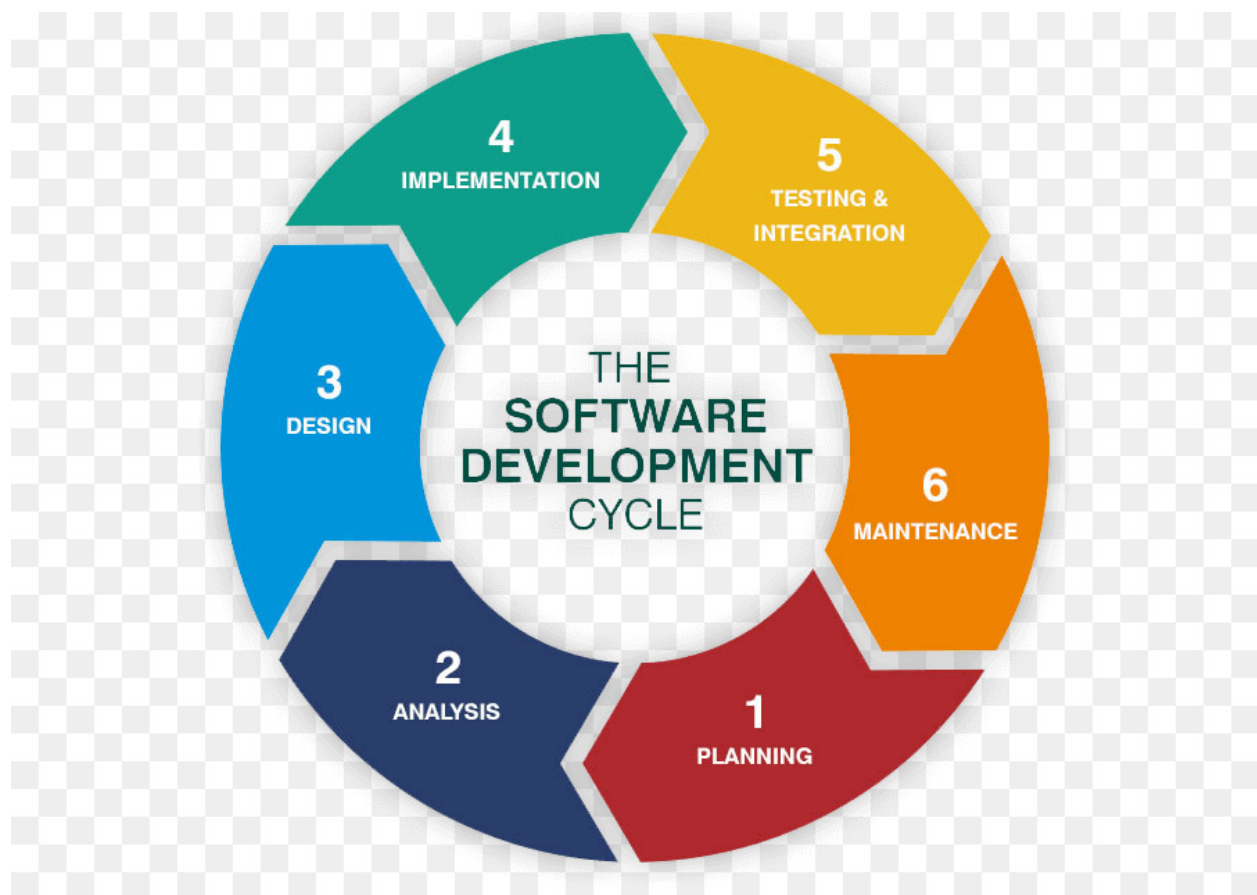 THE
SOFTWARE
DEVELOPMENT
CYCLE
1
PLANNING
2
ANALYSIS
3
DESIGN
4
IMPLEMENTATION
5
TESTING &
INTEGRATION
6
MAINTENANCE